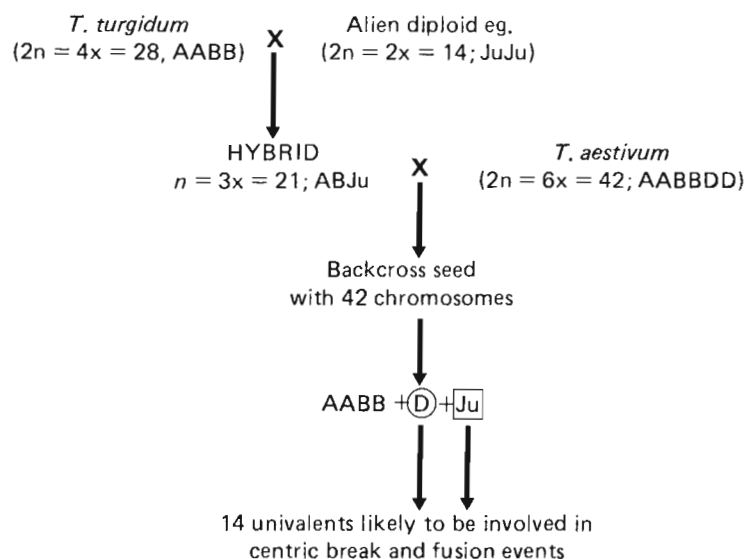 T. turgidum
(2n = 4x = 28, AABB)
X
Alien diploid eg.
(2n = 2x = 14; JuJu)
HYBRID
n = 3x = 21; ABJu
X
T. aestivum
(2n = 6x = 42; AABBDD)
Backcross seed
with 42 chromosomes
AABB + D + Ju
14 univalents likely to be involved in
centric break and fusion events